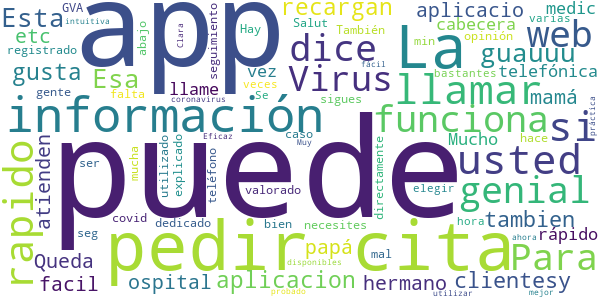 Esta
GVA
intuitiva
etc
registrado
Es
gusta
gente
abajo
falta
app
Clara
seguimiento
Hay
También
Salut
recargan
vez
llame
veces
coronavirus
Se
dice
Virus
fácil
min
sigues
opinión
aplicacio
cabecera
varias
medic
La
web
guauuu
bastantes
telefónica
Esa
información
llamar
mamá
funciona
si
rapido
atienden
ser
mucha
utilizado
explicado
Eficaz
teléfono
caso
Muy
puede
directamente
Mucho
hace
usted
práctica
elegir
genial
valorado
covid
dedicado
bien
necesites
hora
tambien
seg
pedir
cita
papá
mal
ahora
rápido
Queda
facil
ospital
aplicacion
disponibles
probado
hermano
clientesy
utilizar
mejor
Para